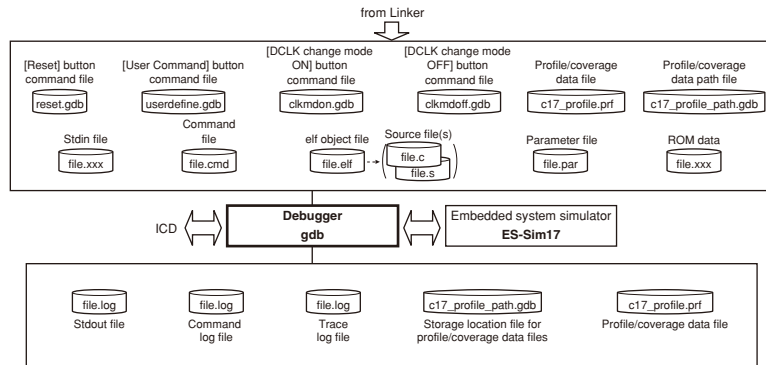 from Linker
[Reset] button
command file
reset.gdb
[User Command] button
command file
userdefine.gdb
[DCLK change mode
ON] button
command file
clkmdon.gdb
[DCLK change mode
OFF] button
command file
clkmdoff.gdb
Profile/coverage
data file
c17_profile.prf
Profile/coverage
data path file
c17_profile_path.gdb
Stdin file
file.xxx
Command
file
file.cmd
elf object file
file.elf
Source file(s)
file.c
file.s
Parameter file
file.par
ROM data
file.xxx
ICD
Debugger
gdb
Embedded system simulator
ES-Sim17
file.log
Stdout file
file.log
Command
log file
file.log
Trace
log file
c17_profile_path.gdb
Storage location file for
profile/coverage data files
c17_profile.prf
Profile/coverage data file